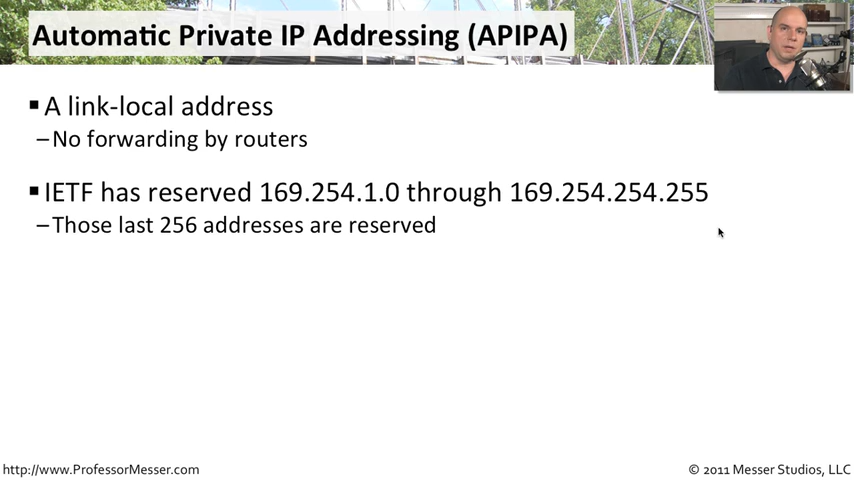 Automatic Private IP Addressing (APIPA)
▪ A link-local address
– No forwarding by routers
▪ IETF has reserved 169.254.1.0 through 169.254.254.255
– Those last 256 addresses are reserved
http://www.ProfessorMesser.com
© 2011 Messer Studios, LLC